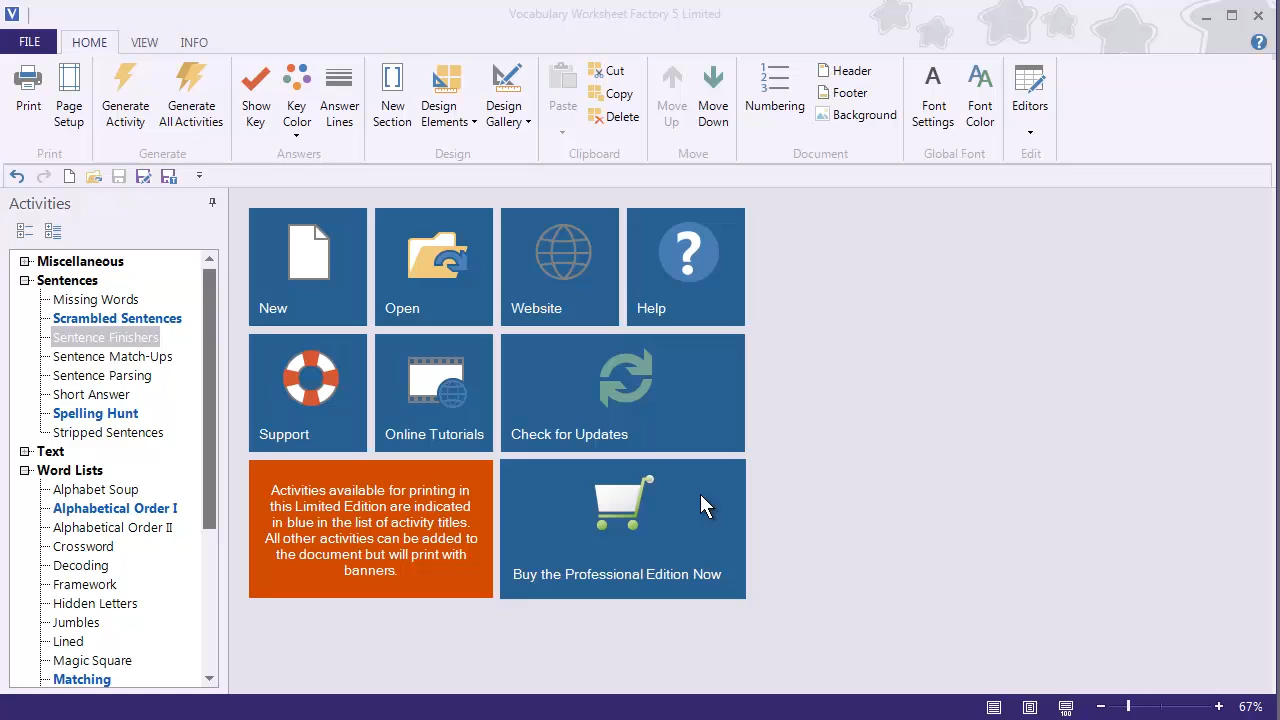 V
Vocabulary Worksheet Factory 5 Limited
FILE HOME VIEW INFO
Print
Page
Setup
Generate
Activity
Generate
All Activities
Show
Key
Key
Color
Answer
Lines
New
Section
Design
Elements
Design
Gallery
Paste
Cut
Copy
Delete
Move
Up
Move
Down
Numbering
Header
Footer
Background
Font
Settings
Font
Color
Editors
Print Generate Answers Design Clipboard Move Document Global Font Edit
Activities
Miscellaneous
Sentences
Missing Words
Scrambled Sentences
Sentence Finishers
Sentence Match-Ups
Sentence Parsing
Short Answer
Spelling Hunt
Stripped Sentences
Text
Word Lists
Alphabet Soup
Alphabetical Order I
Alphabetical Order II
Crossword
Decoding
Framework
Hidden Letters
Jumbles
Lined
Magic Square
Matching
New
Open
Website
?
Help
Support
Online Tutorials
Check for Updates
Activities available for printing in
this Limited Edition are indicated
in blue in the list of activity titles.
All other activities can be added to
the document but will print with
banners.
Buy the Professional Edition Now
100
67%